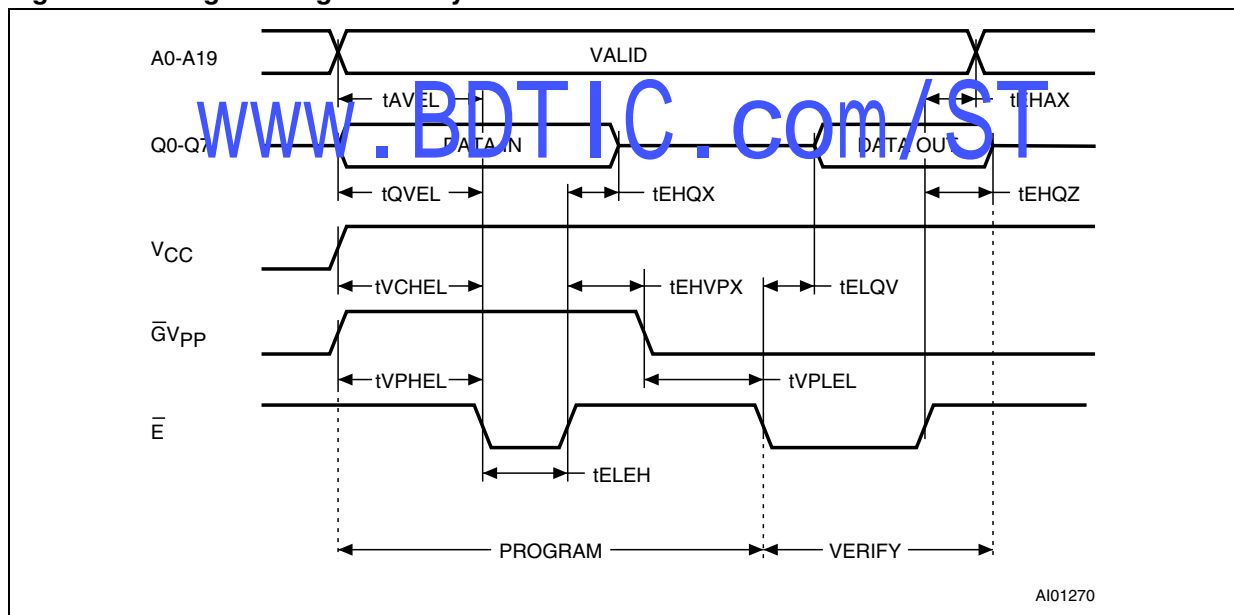 A0-A19
VALID
tAVEL
tEHAX
www.BDTIC.com/ST
Q0-Q7
DATA IN
DATA OUT
tQVEL
tEHQX
tEHQZ
VCC
tVCHEL
tEHVPX
tELQV
G̅VPP
tVPHEL
tVPLEL
E̅
tELEH
PROGRAM
VERIFY
AI01270